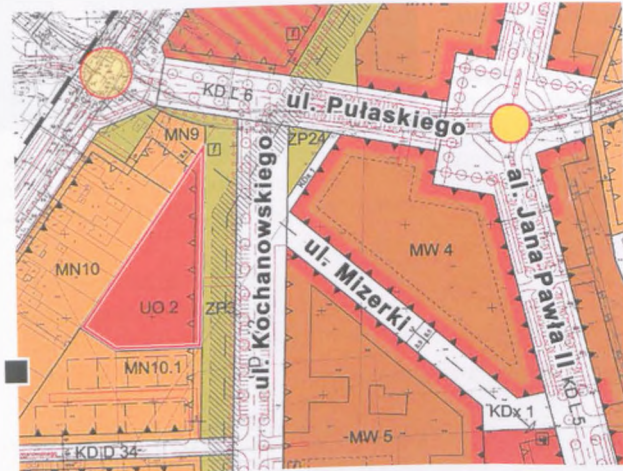 KD L 6
ul. Pułaskiego
MN9
ZP24
ul. Kochanowskiego
al. Jana Pawła II
MW 4
ul. Mizerki
MN10
UO 2
ZP3
MN10.1
KDx 1
KD L 5
MW 5
KD D 34